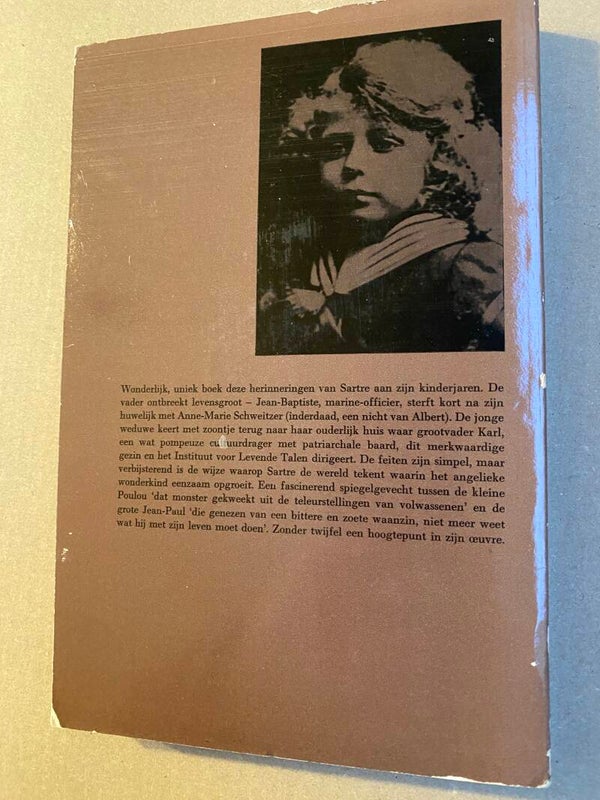 43
Wonderlijk, uniek boek deze herinneringen van Sartre aan zijn kinderjaren. De
vader ontbreekt levensgroot – Jean-Baptiste, marine-officier, sterft kort na zijn
huwelijk met Anne-Marie Schweitzer (inderdaad, een nicht van Albert). De jonge
weduwe keert met zoontje terug naar haar ouderlijk huis waar grootvader Karl,
een wat pompeuze cultuurdrager met patriarchale baard, dit merkwaardige
gezin en het Instituut voor Levende Talen dirigeert. De feiten zijn simpel, maar
verbijsterend is de wijze waarop Sartre de wereld tekent waarin het angelieke
wonderkind eenzaam opgroeit. Een fascinerend spiegelgevecht tussen de kleine
Poulou ‘dat monster gekweekt uit de teleurstellingen van volwassenen’ en de
grote Jean-Paul ‘die genezen van een bittere en zoete waanzin, niet meer weet
wat hij met zijn leven moet doen’. Zonder twijfel een hoogtepunt in zijn œuvre.